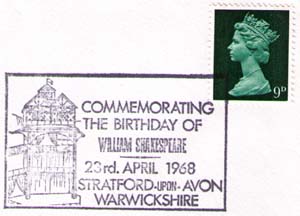 9D
COMMEMORATING
THE BIRTHDAY OF
WILLIAM SHAKESPEARE
23rd. APRIL 1968
STRATFORD-UPON-AVON
WARWICKSHIRE